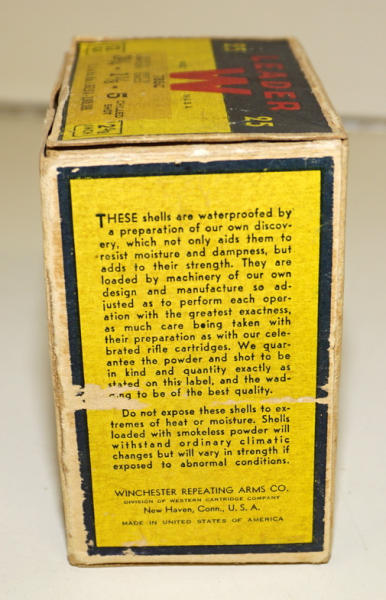 25
LEADER
W
25
THESE shells are waterproofed by
a preparation of our own discov-
ery, which not only aids them to
resist moisture and dampness, but
adds to their strength. They are
loaded by machinery of our own
design and manufacture so ad-
justed as to perform each oper-
ation with the greatest exactness,
as much care being taken with
their preparation as with our cele-
brated rifle cartridges. We guar-
antee the powder and shot to be
in kind and quantity exactly as
stated on this label, and the wad-
to be of the best quality.
Do not expose these shells to ex-
tremes of heat or moisture. Shells
loaded with smokeless powder will
withstand ordinary climatic
changes but will vary in strength if
exposed to abnormal conditions.
WINCHESTER REPEATING ARMS CO.
DIVISION OF WESTERN CARTRIDGE COMPANY
New Haven, Conn., U. S. A.
MADE IN UNITED STATES OF AMERICA